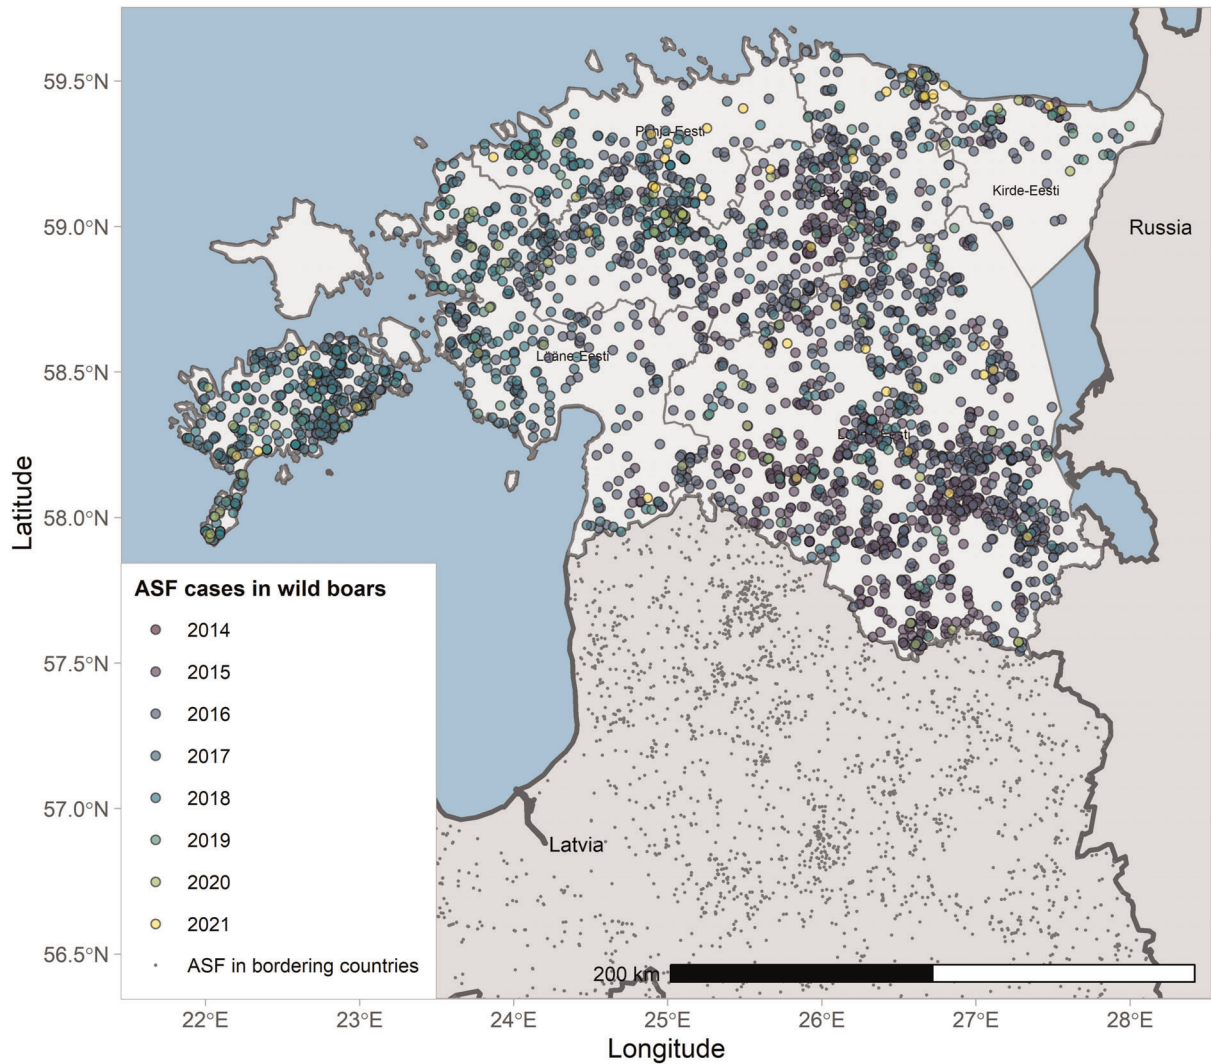 59.5°N
59.0°N
58.5°N
58.0°N
57.5°N
57.0°N
56.5°N
Latitude
Kirde-Eesti
Russia
Lääne-Eesti
ASF cases in wild boars
2014
2015
2016
2017
2018
2019
2020
2021
ASF in bordering countries
Latvia
200 km
22°E
23°E
24°E
25°E
26°E
27°E
28°E
Longitude